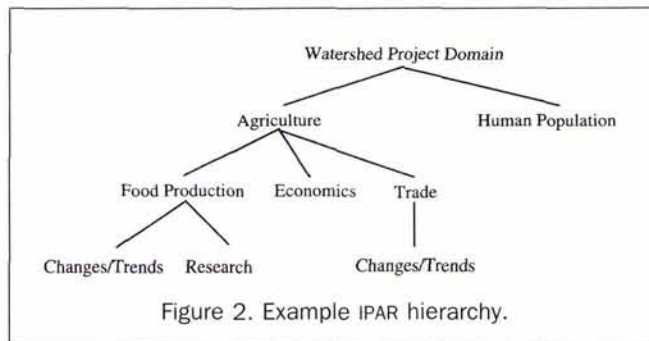 Watershed Project Domain
Agriculture Human Population
Food Production Economics Trade
Changes/Trends Research Changes/Trends
Figure 2. Example IPAR hierarchy.